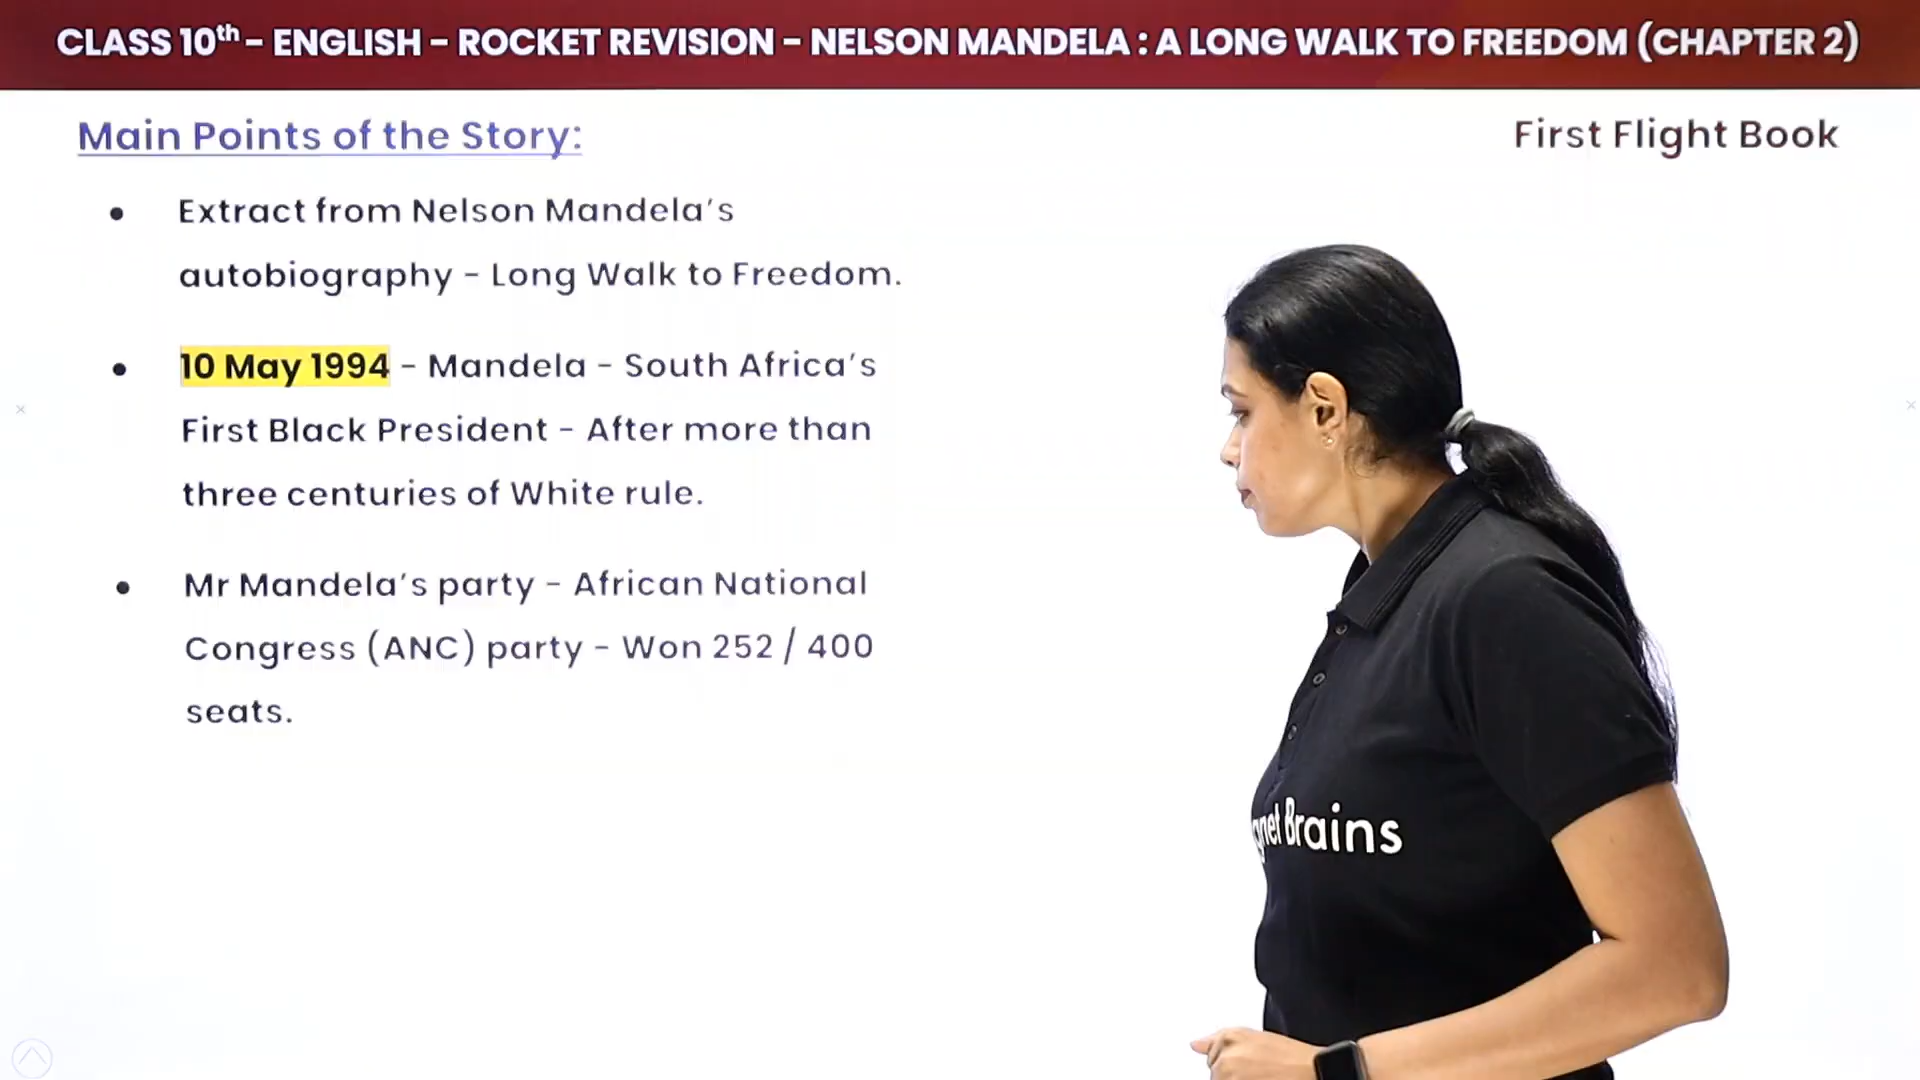 CLASS 10th - ENGLISH - ROCKET REVISION - NELSON MANDELA : A LONG WALK TO FREEDOM (CHAPTER 2)
Main Points of the Story:
First Flight Book
• Extract from Nelson Mandela's
autobiography - Long Walk to Freedom.
• 10 May 1994 - Mandela - South Africa's
First Black President - After more than
three centuries of White rule.
• Mr Mandela's party - African National
Congress (ANC) party - Won 252 / 400
seats.
Brains